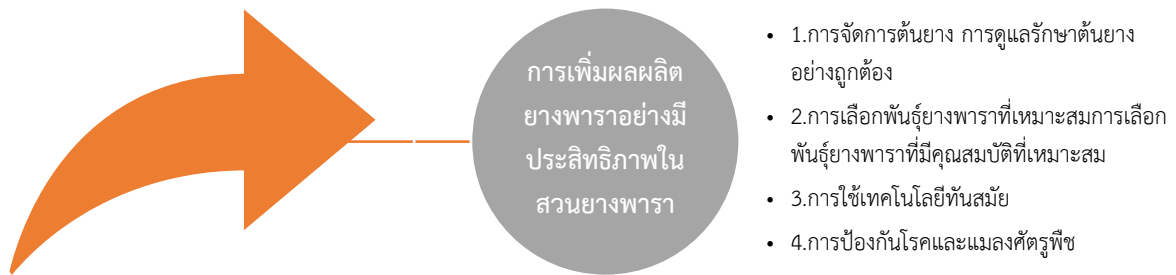 การเพิ่มผลผลิต
ยางพาราอย่างมี
ประสิทธิภาพใน
สวนยางพารา
• 1.การจัดการต้นยาง การดูแลรักษาต้นยาง
อย่างถูกต้อง
• 2.การเลือกพันธุ์ยางพาราที่เหมาะสมการเลือก
พันธุ์ยางพาราที่มีคุณสมบัติที่เหมาะสม
• 3.การใช้เทคโนโลยีทันสมัย
• 4.การป้องกันโรคและแมลงศัตรูพืช